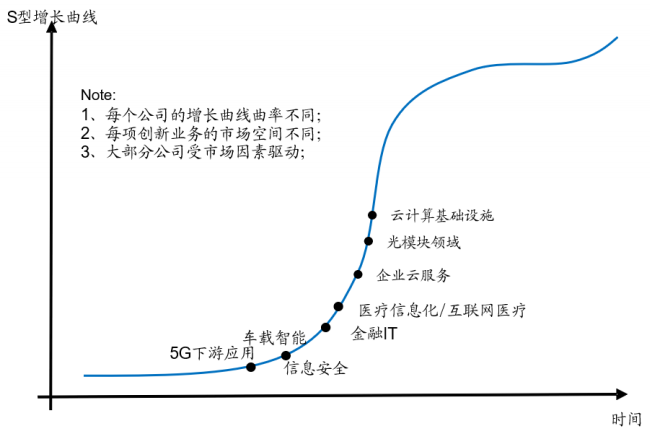 S型增长曲线
Note:
1、每个公司的增长曲线曲率不同;
2、每项创新业务的市场空间不同;
3、大部分公司受市场因素驱动;
云计算基础设施
光模块领域
企业云服务
医疗信息化/互联网医疗
金融IT
车载智能
5G下游应用
信息安全
时间